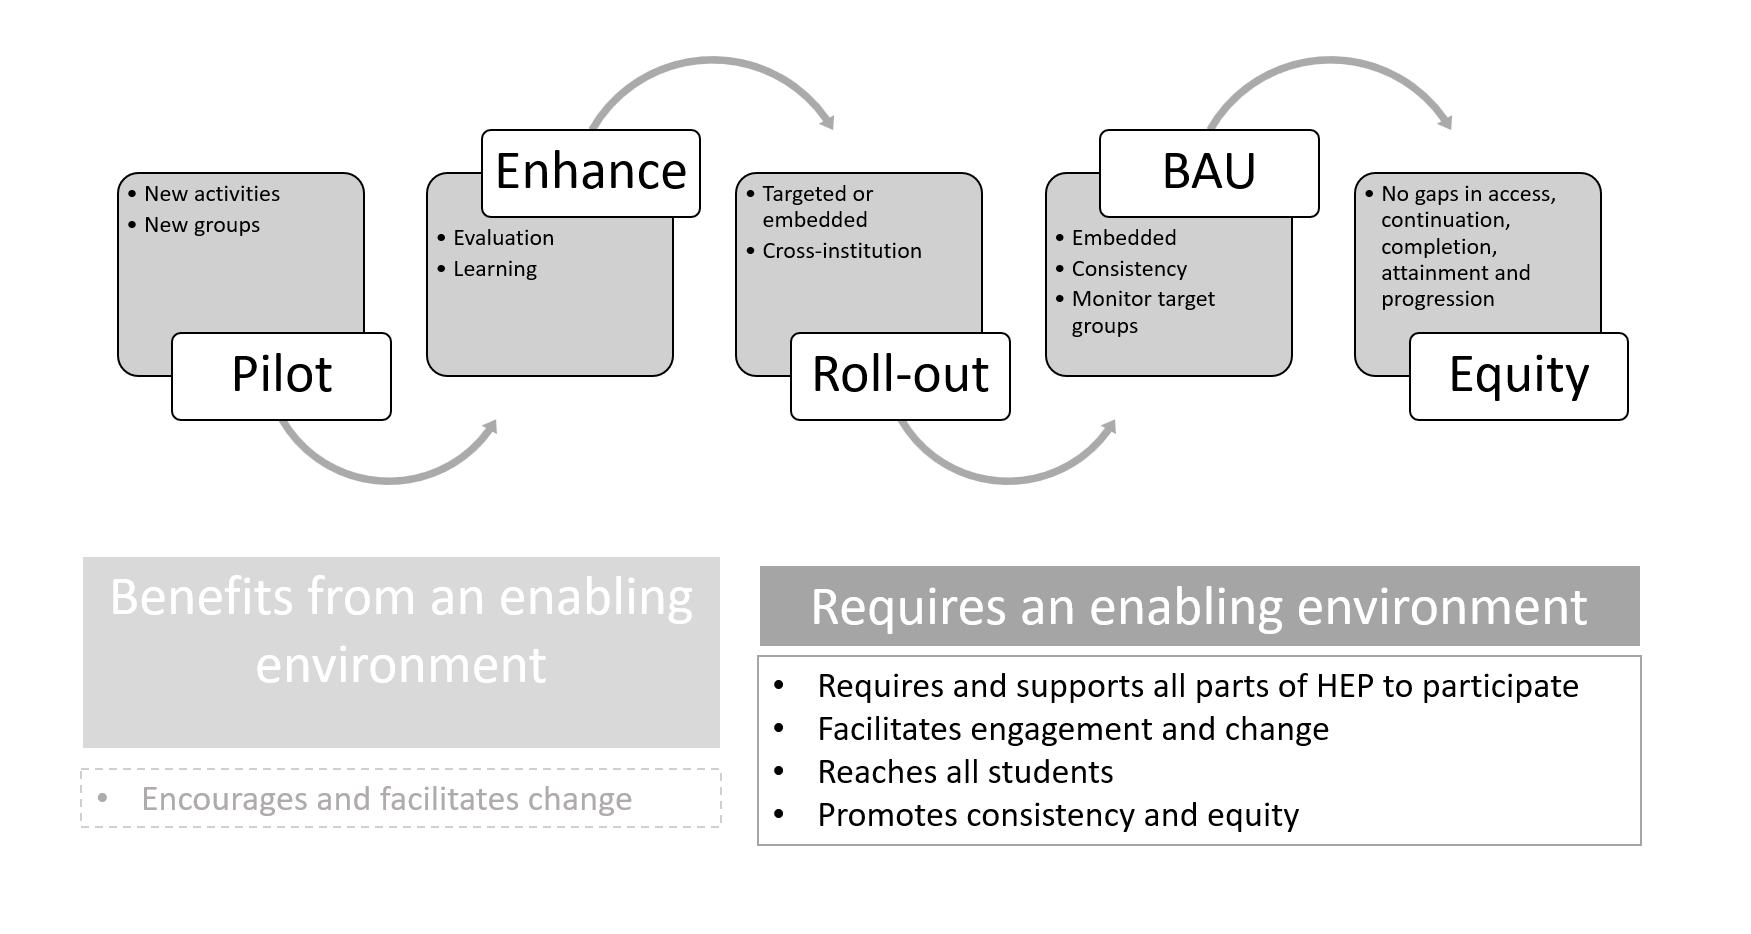 • New activities
• New groups
Pilot
Enhance
• Evaluation
• Learning
• Targeted or
embedded
• Cross-institution
Roll-out
BAU
• Embedded
• Consistency
• Monitor target
groups
• No gaps in access,
continuation,
completion,
attainment and
progression
Equity
Benefits from an enabling
environment
• Encourages and facilitates change
Requires an enabling environment
• Requires and supports all parts of HEP to participate
• Facilitates engagement and change
• Reaches all students
• Promotes consistency and equity